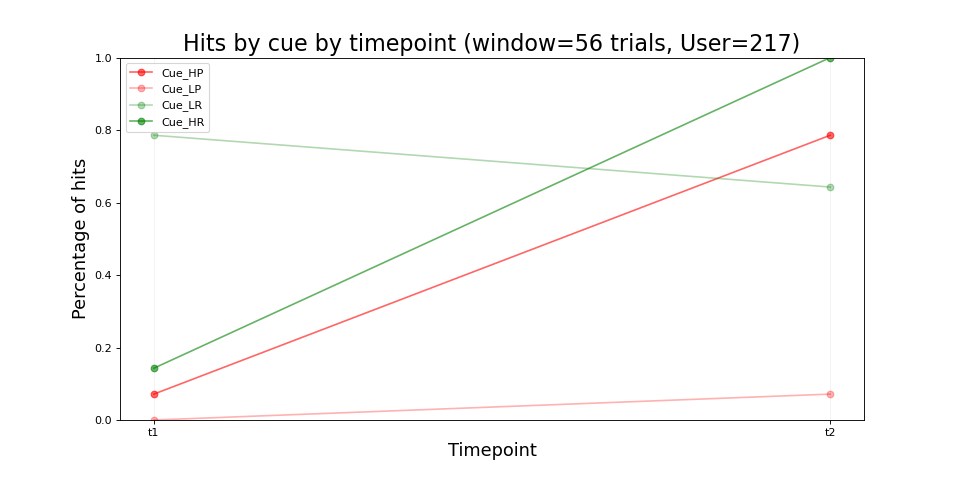 Hits by cue by timepoint (window=56 trials, User=217)
Percentage of hits
1.0
0.8
0.6
0.4
0.2
0.0
Cue_HP
Cue_LP
Cue_LR
Cue_HR
t1
t2
Timepoint